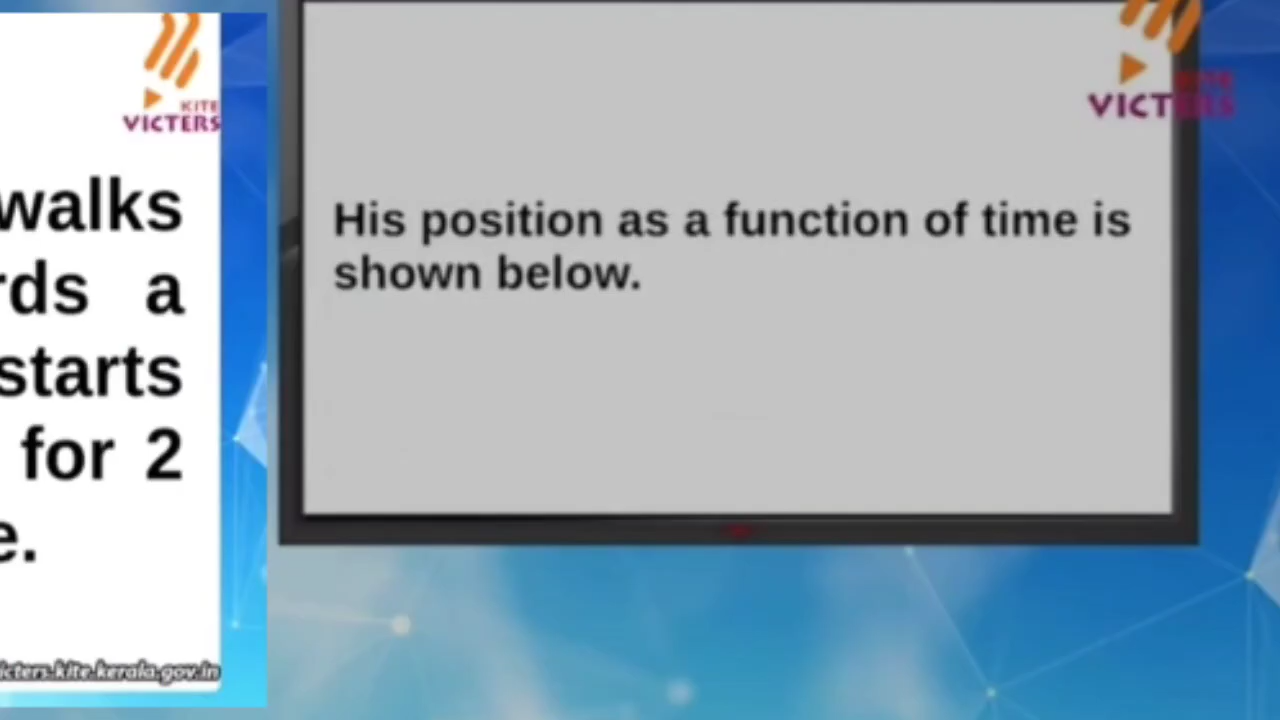 KITE
VICTERS
walks
rds a
starts
for 2
e.
victers.kite.kerala.gov.in
KITE
VICTERS
His position as a function of time is
shown below.